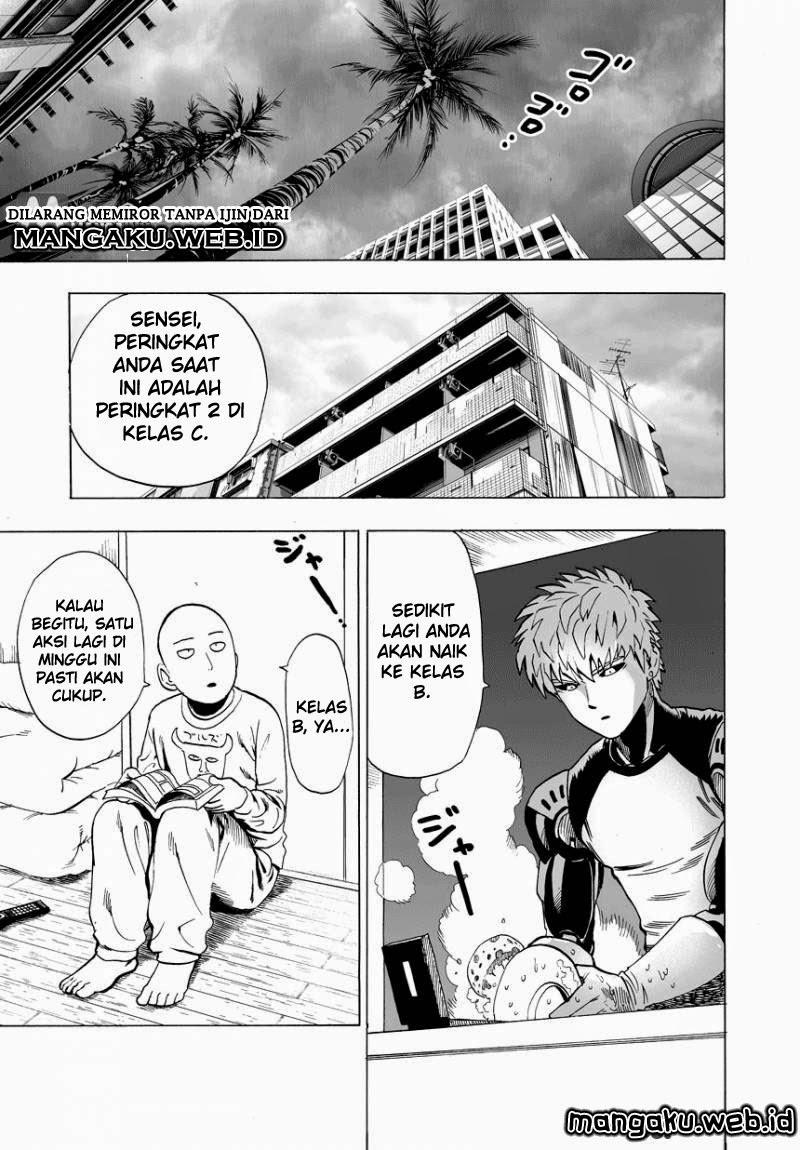 ゴゴ…
DILARANG MEMIROR TANPA IJIN DARI
MANGAKU.WEB.ID
SENSEI,
PERINGKAT
ANDA SAAT
INI ADALAH
PERINGKAT 2 DI
KELAS C.
SEDIKIT
LAGI ANDA
AKAN NAIK
KE KELAS
B.
ジャー
KELAS
B, YA...
ジャー
KALAU
BEGITU, SATU
AKSI LAGI DI
MINGGU INI
PASTI AKAN
CUKUP.
mangaku.web.id